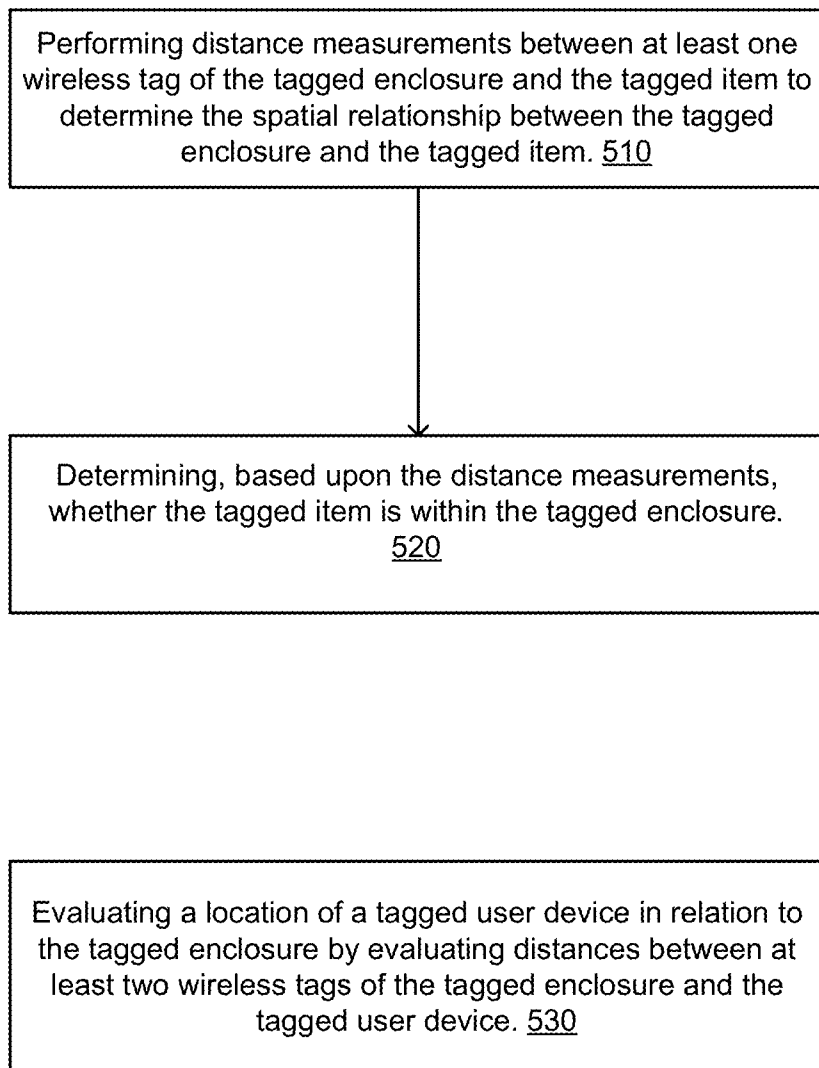 Performing distance measurements between at least one
wireless tag of the tagged enclosure and the tagged item to
determine the spatial relationship between the tagged
enclosure and the tagged item. 510
Determining, based upon the distance measurements,
whether the tagged item is within the tagged enclosure.
520
Evaluating a location of a tagged user device in relation to
the tagged enclosure by evaluating distances between at
least two wireless tags of the tagged enclosure and the
tagged user device. 530